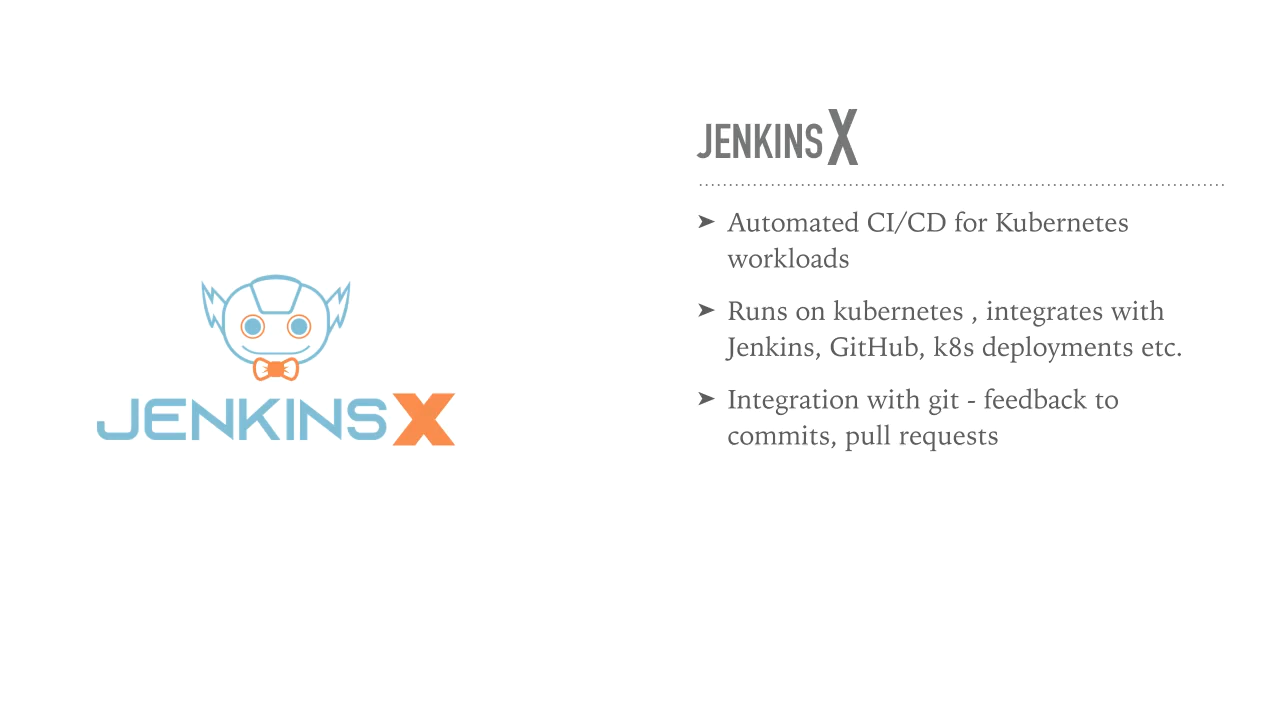 JENKINS X
JENKINSX
➤ Automated CI/CD for Kubernetes
workloads
➤ Runs on kubernetes , integrates with
Jenkins, GitHub, k8s deployments etc.
➤ Integration with git - feedback to
commits, pull requests